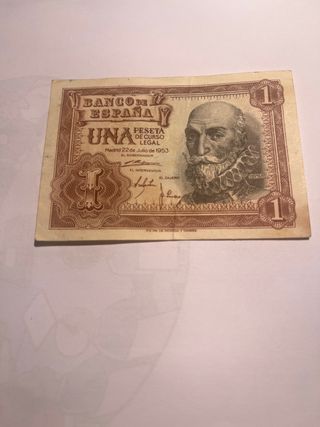 BANCO DE
ESPAÑA
1
UNA PESETA
DE CURSO
LEGAL
Madrid 22 de Julio de 1953
EL GOBERNADOR
EL INTERVENTOR
EL CAJERO
1
1